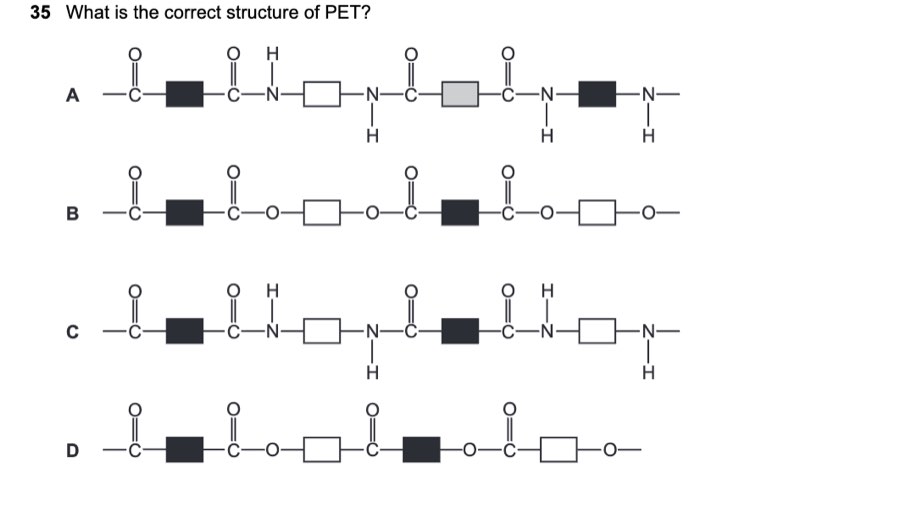 35 What is the correct structure of PET?
O O H O O
A C C N N C C N N
H H H
O O O O
B C C O O C C O O
O O H O O H
C C C N N C C N N
H H
O O O O
D C C O C O C O